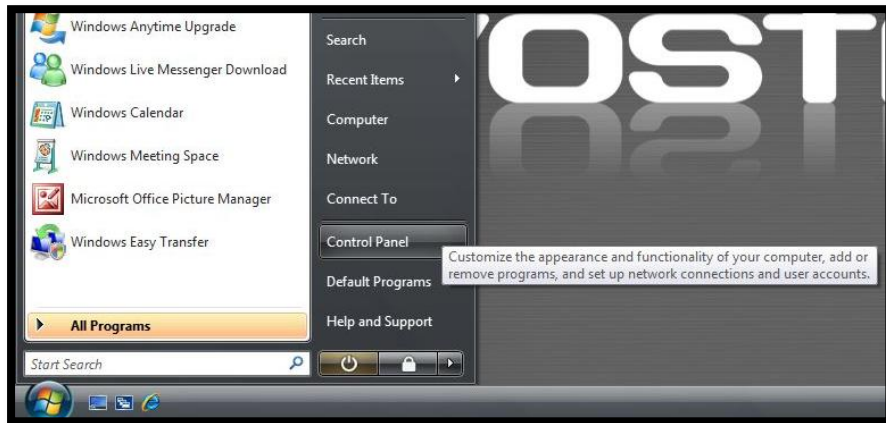 Windows Anytime Upgrade
Windows Live Messenger Download
Windows Calendar
Windows Meeting Space
Microsoft Office Picture Manager
Windows Easy Transfer
All Programs
Start Search
Search
Recent Items
Computer
Network
Connect To
Control Panel
Default Programs
Help and Support
Customize the appearance and functionality of your computer, add or
remove programs, and set up network connections and user accounts.
OST